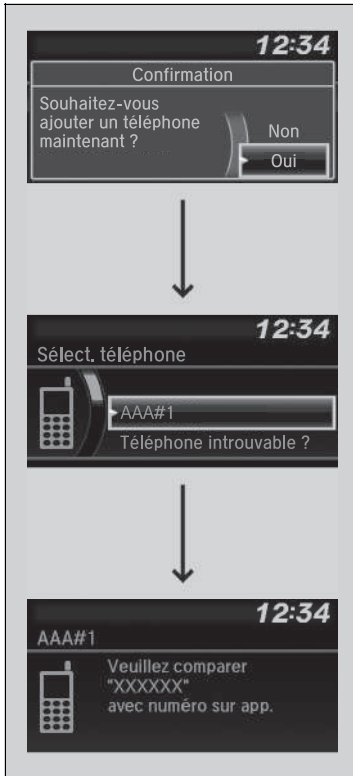 12:34
Confirmation
Souhaitez-vous
ajouter un téléphone
maintenant ?
Non
Oui
12:34
Sélect. téléphone
AAA#1
Téléphone introuvable ?
12:34
AAA#1
Veuillez comparer
"XXXXXX"
avec numéro sur app.